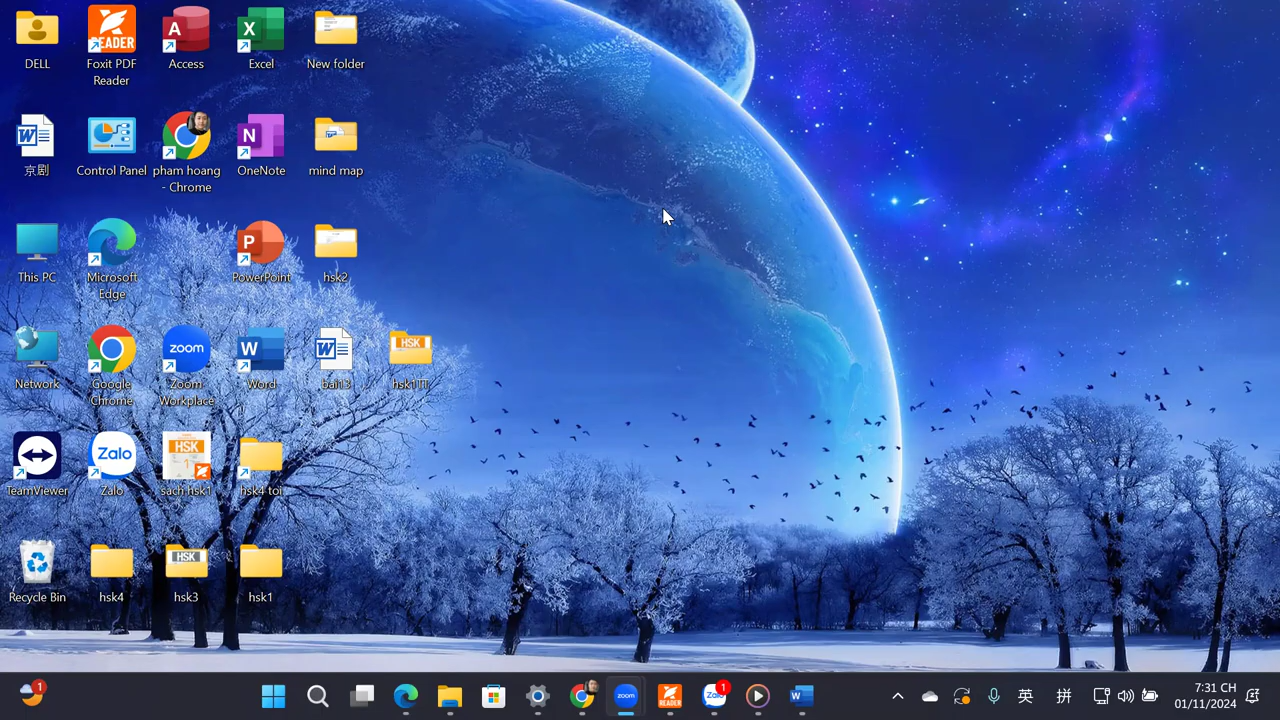 DELL
Foxit PDF
Reader
Access
Excel
New folder
京剧
Control Panel
pham hoang
- Chrome
OneNote
mind map
This PC
Microsoft
Edge
PowerPoint
hsk2
Network
Google
Chrome
zoom
Zoom
Workplace
Word
bai13
HSK
hsk1TT
TeamViewer
Zalo
Zalo
HSK
1
sach hsk1
hsk4 toi
Recycle Bin
hsk4
HSK
hsk3
hsk1
1
zoom
READER
Zalo
1
英
拼
7:31 CH
01/11/2024